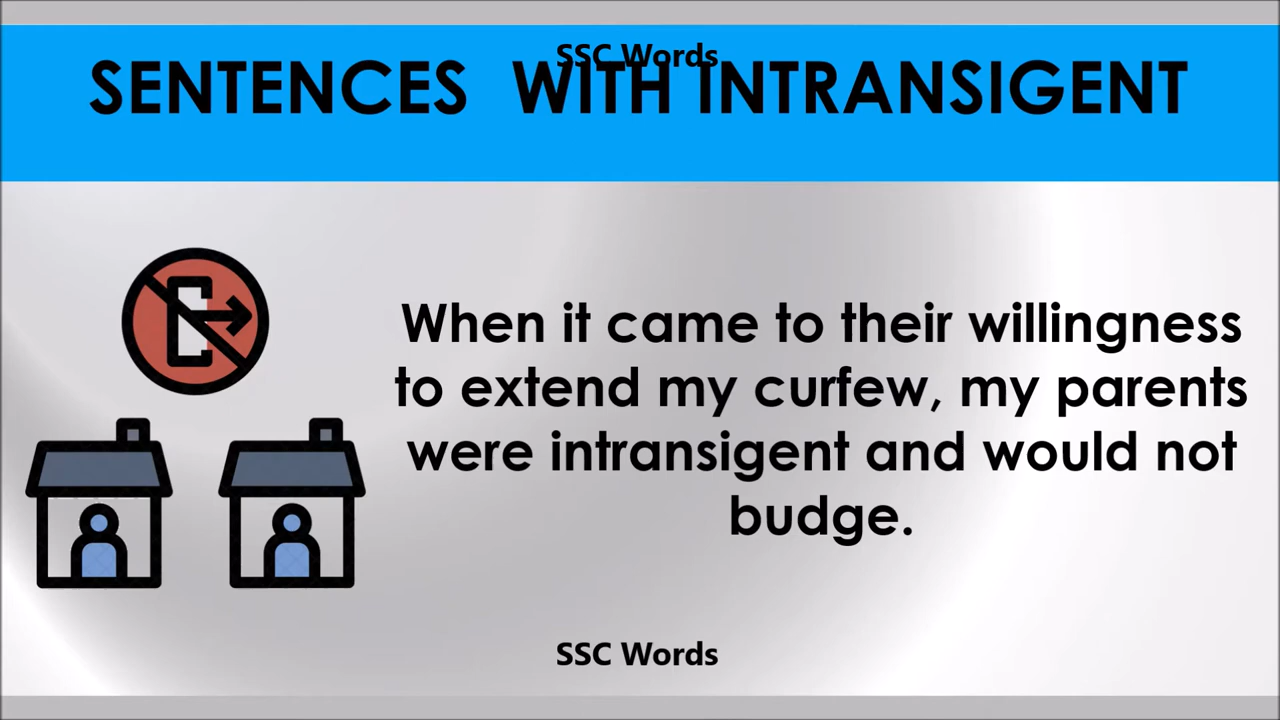 SSC Words
SENTENCES WITH INTRANSIGENT
When it came to their willingness
to extend my curfew, my parents
were intransigent and would not
budge.
SSC Words